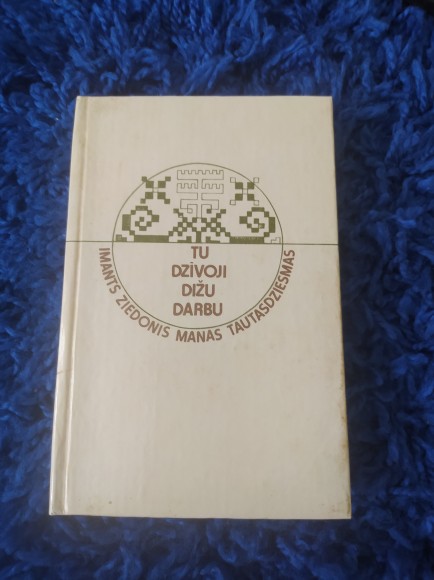 TU
DZĪVOJI
DIŽU
DARBU
IMANTS ZIEDONIS MANAS TAUTASDZIESMAS